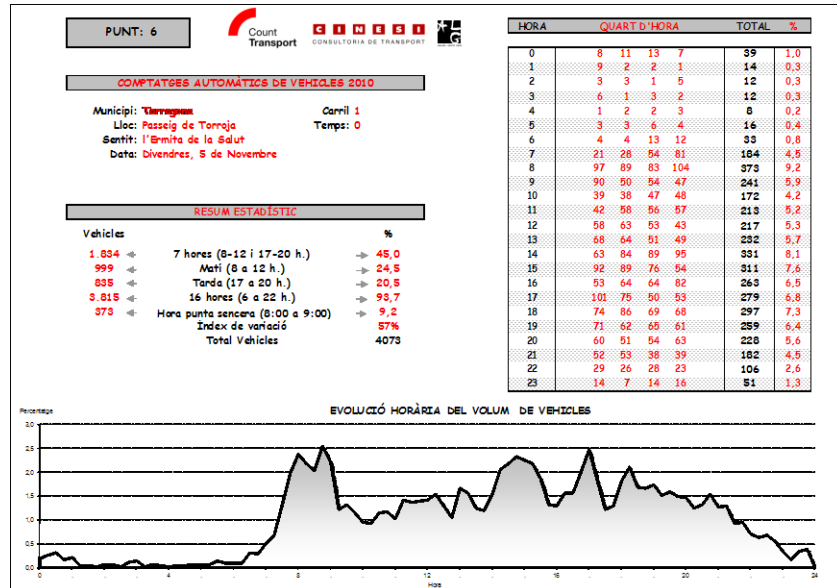 PUNT: 6
Count
Transport
CINESI
CONSULTORIA DE TRANSPORT
COMPTATGES AUTOMÀTICS DE VEHICLES 2010
Municipi: Tarragona Carril 1
Lloc: Passeig de Torroja Temps: 0
Sentit: l'Ermita de la Salut
Data: Divendres, 5 de Novembre
RESUM ESTADÍSTIC
Vehicles %
1.834 7 hores (8-12 i 17-20 h.) 45,0
999 Matí (8 a 12 h.) 24,5
835 Tarda (17 a 20 h.) 20,5
3.815 16 hores (6 a 22 h.) 93,7
373 Hora punta sencera (8:00 a 9:00) 9,2
Índex de variació 57%
Total Vehicles 4073
HORA QUART D'HORA TOTAL %
0 8 11 13 7 39 1,0
1 9 2 2 1 14 0,3
2 3 3 1 5 12 0,3
3 6 1 3 2 12 0,3
4 1 2 2 3 8 0,2
5 3 3 6 4 16 0,4
6 4 4 13 12 33 0,8
7 21 28 54 81 184 4,5
8 97 89 83 104 373 9,2
9 90 50 54 47 241 5,9
10 39 38 47 48 172 4,2
11 42 58 56 57 213 5,2
12 58 63 53 43 217 5,3
13 68 64 51 49 232 5,7
14 63 84 89 95 331 8,1
15 92 89 76 54 311 7,6
16 53 64 64 82 263 6,5
17 101 75 50 53 279 6,8
18 74 86 69 68 297 7,3
19 71 62 65 61 259 6,4
20 60 51 54 63 228 5,6
21 52 53 38 39 182 4,5
22 29 26 28 23 106 2,6
23 14 7 14 16 51 1,3
EVOLUCIÓ HORÀRIA DEL VOLUM DE VEHICLES
Percentatge
3,0
2,5
2,0
1,5
1,0
0,5
0,0
0 4 8 12 16 20 24
Hora